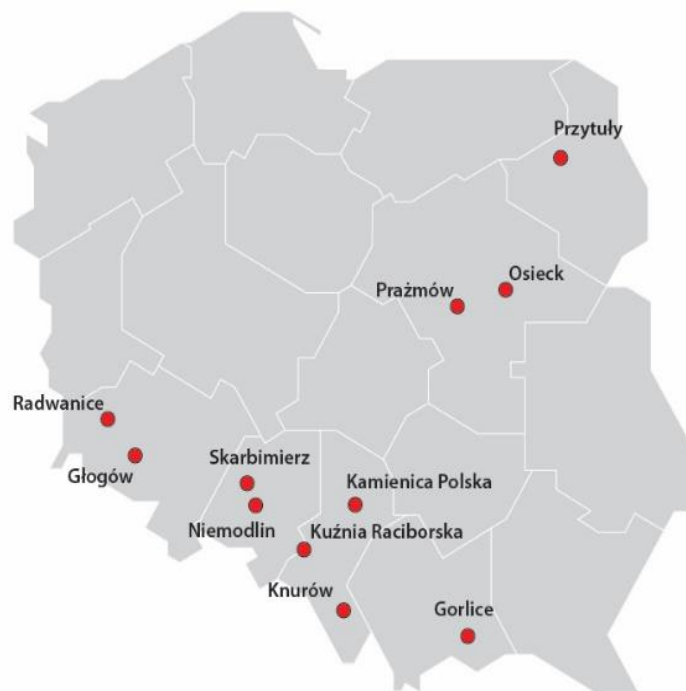 Przytuły
Osieck
Prażmów
Radwanice
Głogów
Skarbimierz
Kamienica Polska
Niemodlin
Kuźnia Raciborska
Knurów
Gorlice